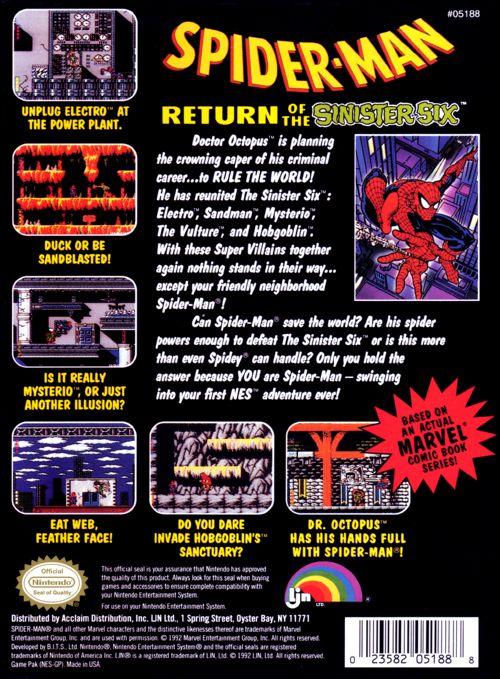 #05188
SPIDER-MAN
RETURN OF THE SINISTER SIX™
UNPLUG ELECTRO™ AT
THE POWER PLANT.
DUCK OR BE
SANDBLASTED!
IS IT REALLY
MYSTERIO™, OR JUST
ANOTHER ILLUSION?
Doctor Octopus™ is planning
the crowning caper of his criminal
career...to RULE THE WORLD!
He has reunited The Sinister Six™:
Electro™, Sandman™, Mysterio™,
The Vulture™, and Hobgoblin™.
With these Super Villains together
again nothing stands in their way...
except your friendly neighborhood
Spider-Man®!
Can Spider-Man® save the world? Are his spider
powers enough to defeat The Sinister Six™ or is this more
than even Spidey® can handle? Only you hold the
answer because YOU are Spider-Man – swinging
into your first NES™ adventure ever!
BASED ON
AN ACTUAL
MARVEL®
COMIC BOOK
SERIES!
EAT WEB,
FEATHER FACE!
DO YOU DARE
INVADE HOBGOBLIN'S™
SANCTUARY?
DR. OCTOPUS™
HAS HIS HANDS FULL
WITH SPIDER-MAN®!
Official
Nintendo®
Seal of Quality
This official seal is your assurance that Nintendo has approved
the quality of this product. Always look for this seal when buying
games and accessories to ensure complete compatibility with
your Nintendo Entertainment System.
For use on your Nintendo Entertainment System.
LJN
LTD.
Distributed by Acclaim Distribution, Inc. LJN Ltd., 1 Spring Street, Oyster Bay, NY 11771
SPIDER-MAN® and all other Marvel characters and the distinctive likenesses thereof are trademarks of Marvel
Entertainment Group, Inc. and are used with permission. © 1992 Marvel Entertainment Group, Inc. All rights reserved.
Developed by B.I.T.S., Ltd. Nintendo®, Nintendo Entertainment System® and the official seals are registered
trademarks of Nintendo of America Inc. LJN® is a registered trademark of LJN, Ltd. © 1992 LJN, Ltd. All rights reserved.
Game Pak (NES-GP). Made in USA
0 23582 05188 8